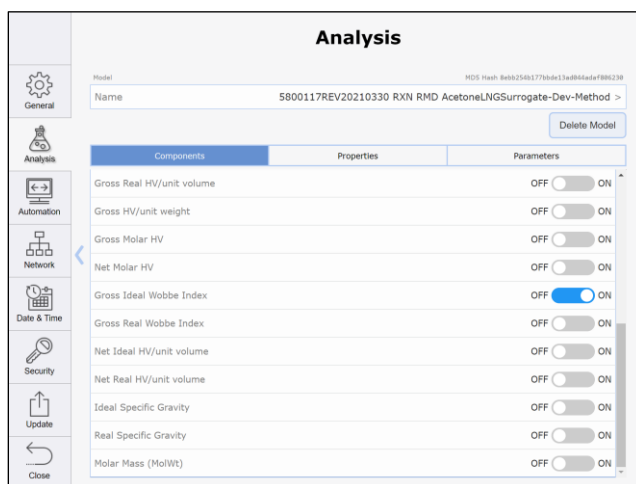 Analysis
General
Analysis
Automation
Network
Date & Time
Security
Update
Close
Model
MD5 Hash 8ebb254b177bbde13ad044adaf806230
Name
5800117REV20210330 RXN RMD AcetoneLNGSurrogate-Dev-Method >
Delete Model
Components
Properties
Parameters
Gross Real HV/unit volume OFF ON
Gross HV/unit weight OFF ON
Gross Molar HV OFF ON
Net Molar HV OFF ON
Gross Ideal Wobbe Index OFF ON
Gross Real Wobbe Index OFF ON
Net Ideal HV/unit volume OFF ON
Net Real HV/unit volume OFF ON
Ideal Specific Gravity OFF ON
Real Specific Gravity OFF ON
Molar Mass (MolWt) OFF ON